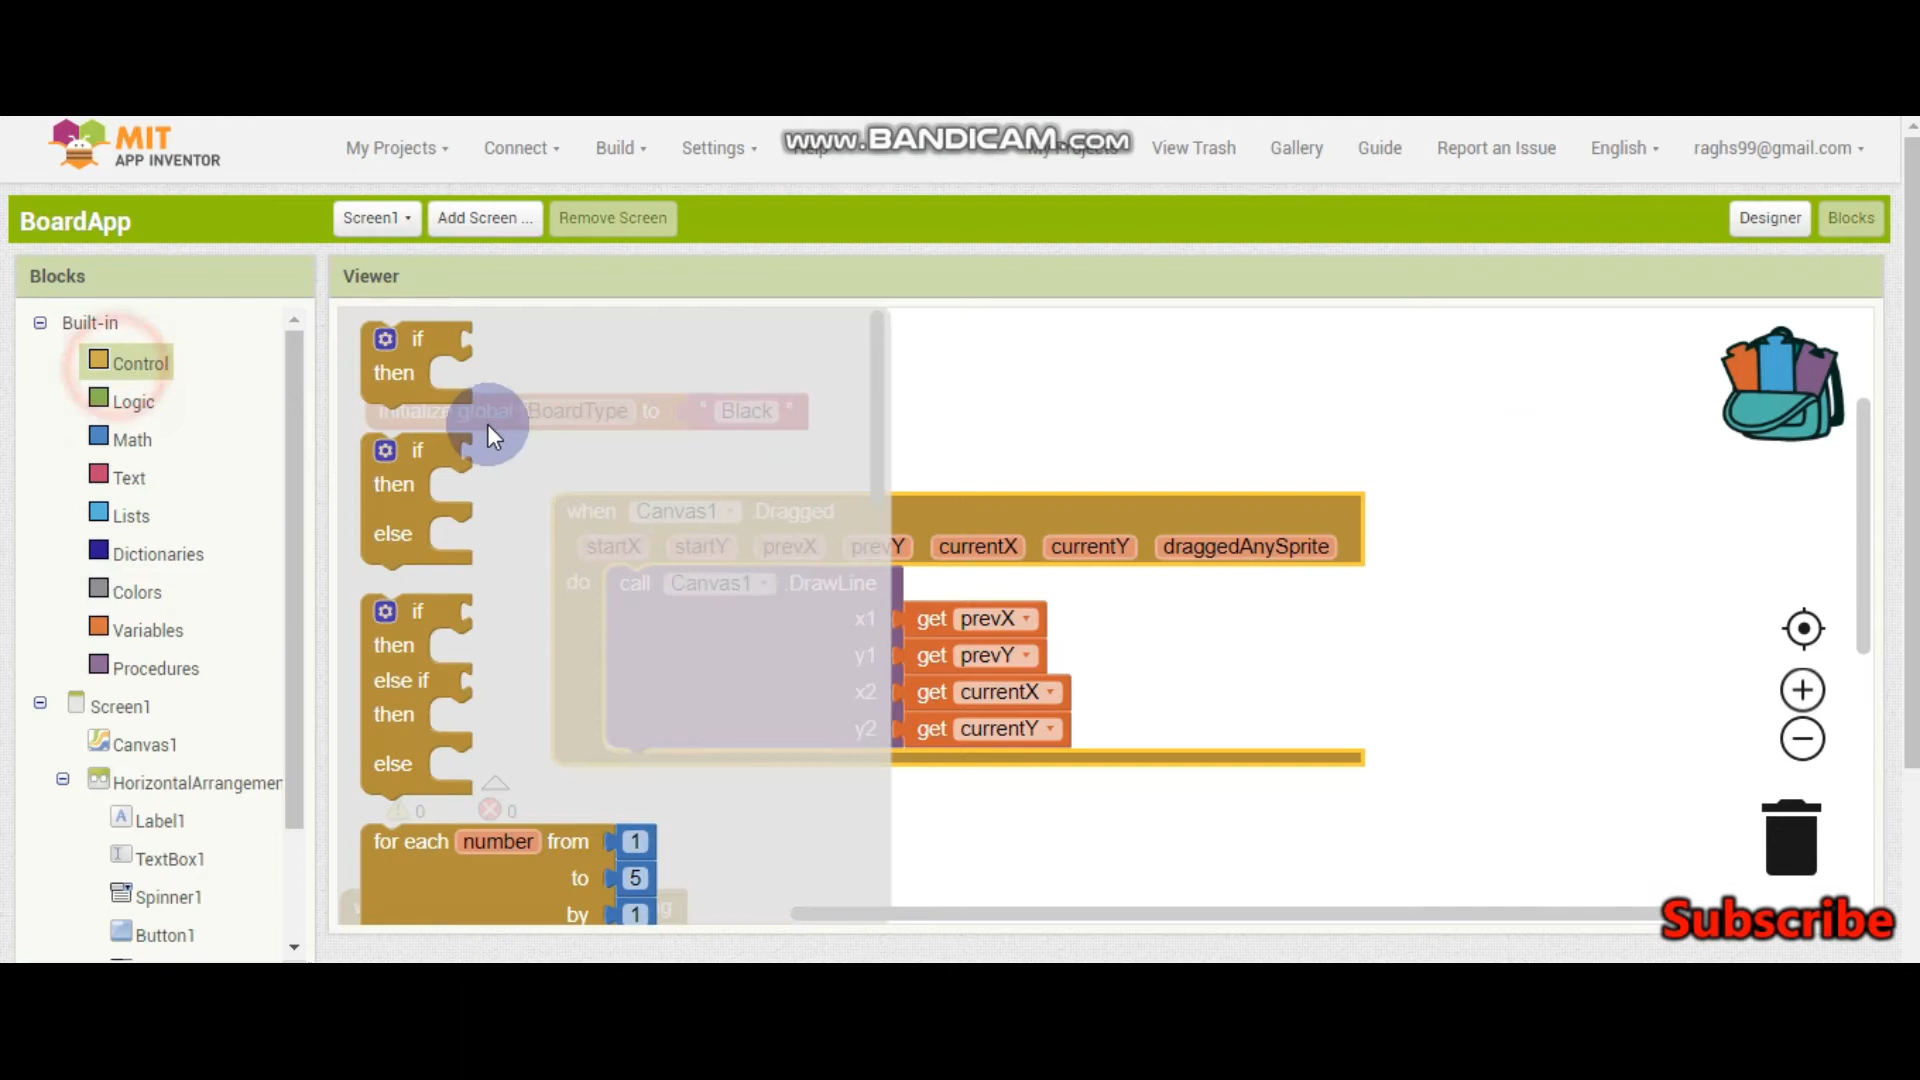 MIT
APP INVENTOR
My Projects
Connect
Build
Settings
Help
My Projects
View Trash
Gallery
Guide
Report an Issue
English
raghs99@gmail.com
www.BANDICAM.com
BoardApp
Screen1
Add Screen ...
Remove Screen
Designer
Blocks
Blocks
Viewer
Built-in
Control
Logic
Math
Text
Lists
Dictionaries
Colors
Variables
Procedures
Screen1
Canvas1
HorizontalArrangemen
Label1
TextBox1
Spinner1
Button1
if
then
initialize global BoardType to " Black "
if
then
else
if
then
else if
then
else
0 0
for each number from 1
to 5
by 1
when Canvas1 .Dragged
startX startY prevX prevY currentX currentY draggedAnySprite
do call Canvas1 .DrawLine
x1 get prevX
y1 get prevY
x2 get currentX
y2 get currentY
Subscribe